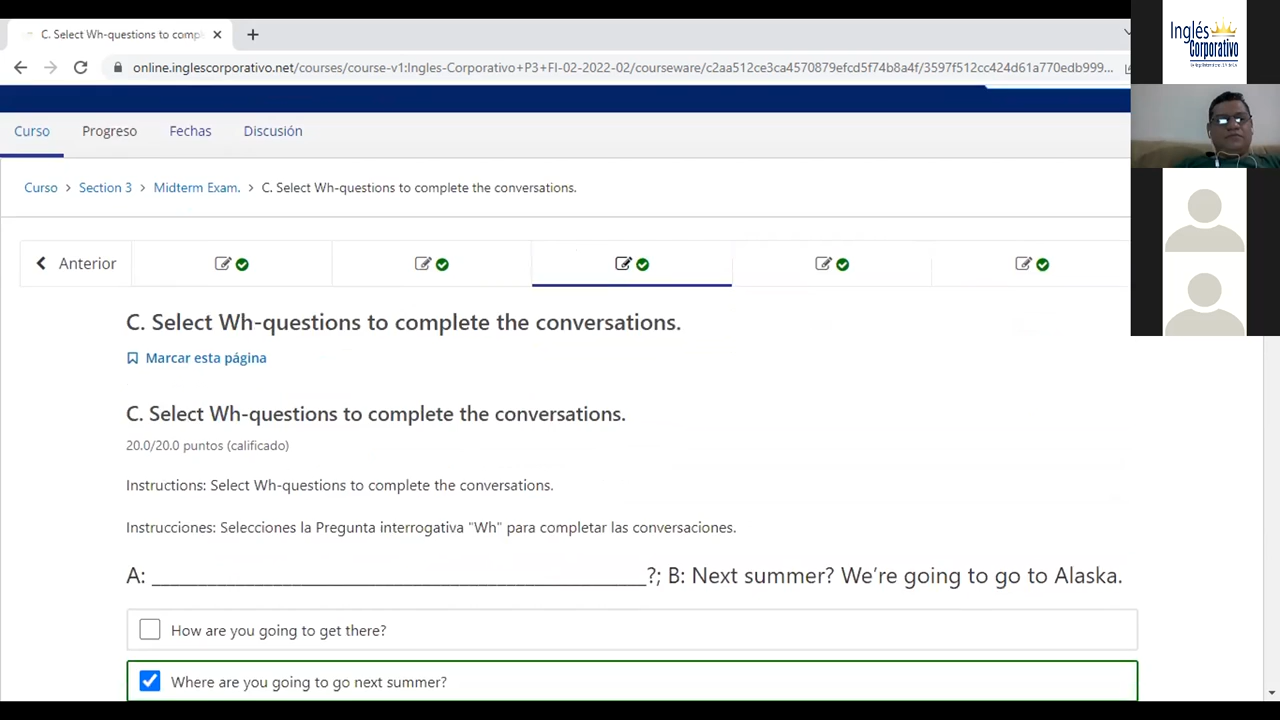 C. Select Wh-questions to comp
online.inglescorporativo.net/courses/course-v1:Ingles-Corporativo+P3+FI-02-2022-02/courseware/c2aa512ce3ca4570879efcd5f74b8a4f/3597f512cc424d61a770edb999...
Inglés
Corporativo
Curso Progreso Fechas Discusión
Curso > Section 3 > Midterm Exam. > C. Select Wh-questions to complete the conversations.
Anterior
C. Select Wh-questions to complete the conversations.
Marcar esta página
C. Select Wh-questions to complete the conversations.
20.0/20.0 puntos (calificado)
Instructions: Select Wh-questions to complete the conversations.
Instrucciones: Selecciones la Pregunta interrogativa "Wh" para completar las conversaciones.
A: ____________________________________________?; B: Next summer? We’re going to go to Alaska.
How are you going to get there?
Where are you going to go next summer?